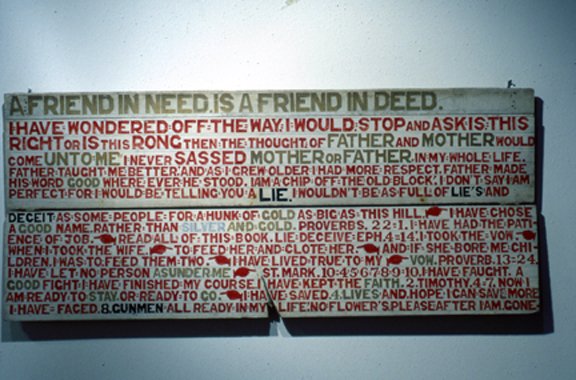 A FRIEND IN NEED.IS A FRIEND IN DEED.
I·HAVE WONDERED OFF·THE WAY, I·WOULD STOP AND ASK·IS THIS
RIGHT OR IS THIS RONG THEN THE THOUGHT, OF FATHER AND MOTHER WOULD
COME UNTO·ME I NEVER SASSED MOTHER OR FATHER. IN MY WHOLE LIFE.
FATHER TAUGHT ME BETTER. AND AS I GREW OLDER I HAD MORE RESPECT. FATHER MADE
HIS WORD GOOD WHERE EVER HE STOOD. I AM A CHIP OFF THE OLD BLOCK. I DON'T SAY I AM
PERFECT FOR I WOULD BE TELLING YOU A LIE. I WOULDN'T BE AS FULL OF LIE'S AND
DECEIT AS SOME PEOPLE: FOR A HUNK OF GOLD AS BIG AS THIS HILL. I HAVE CHOSE
A GOOD NAME. RATHER THAN SILVER AND GOLD. PROVERBS. 22:1. I HAVE HAD THE PATI-
ENCE OF JOB. READ ALL OF THIS BOOK I BELIEVE EPH. 4:14. I TOOK THE VOW
WHEN I TOOK THE WIFE TO FEED HER AND CLOTHE HER AND IF SHE BORE ME CHI-
LDREN. I WAS TO FEED THEM TWO. I HAVE LIVED TRUE TO MY VOW. PROVERB. 13:24.
I HAVE LET NO PERSON ASUNDER ME ST. MARK. 10:4·5·6·7·8·9·10. I HAVE FAUGHT. A
GOOD FIGHT I HAVE FINISHED MY COURSE I HAVE KEPT THE FAITH. 2. TIMOTHY. 4·7. NOW I
AM READY TO STAY. OR READY TO GO. I HAVE SAVED. 4. LIVES AND. HOPE I CAN SAVE MORE
I HAVE FACED. 8. GUNMEN ALL READY IN MY LIFE. NO FLOWER'S. PLEASE AFTER I AM. GONE.